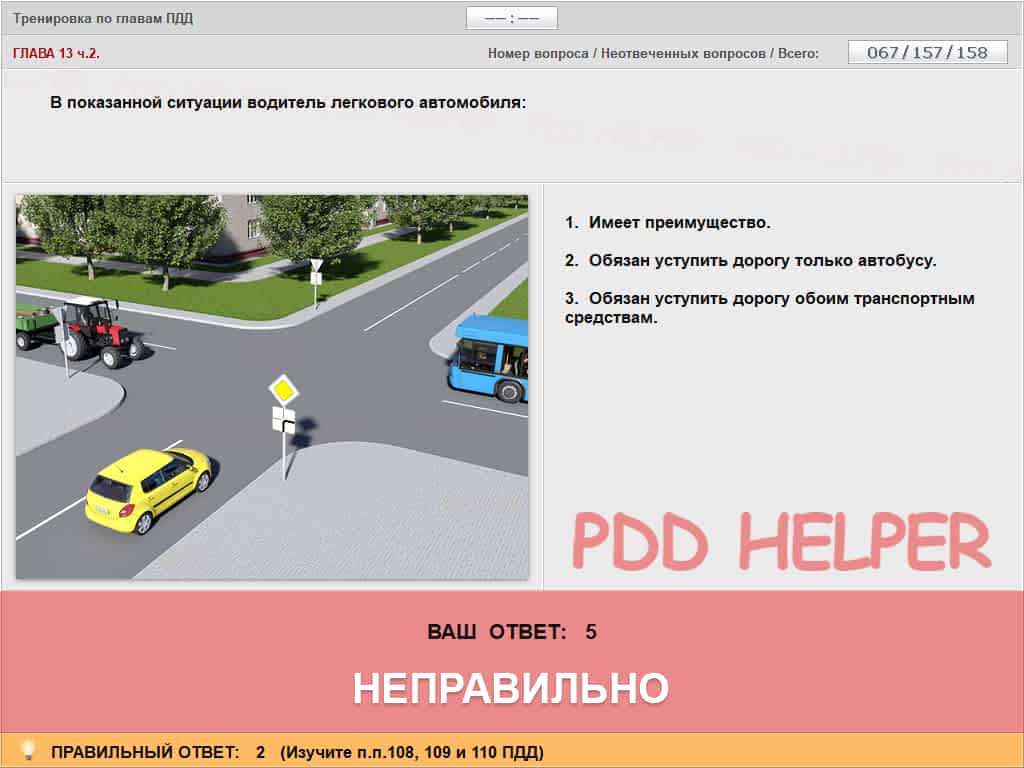 Тренировка по главам ПДД
—— : ——
ГЛАВА 13 ч.2.
Номер вопроса / Неотвеченных вопросов / Всего:
067/157/158
В показанной ситуации водитель легкового автомобиля:
1. Имеет преимущество.
2. Обязан уступить дорогу только автобусу.
3. Обязан уступить дорогу обоим транспортным
средствам.
PDD HELPER
ВАШ ОТВЕТ: 5
НЕПРАВИЛЬНО
ПРАВИЛЬНЫЙ ОТВЕТ: 2 (Изучите п.п.108, 109 и 110 ПДД)